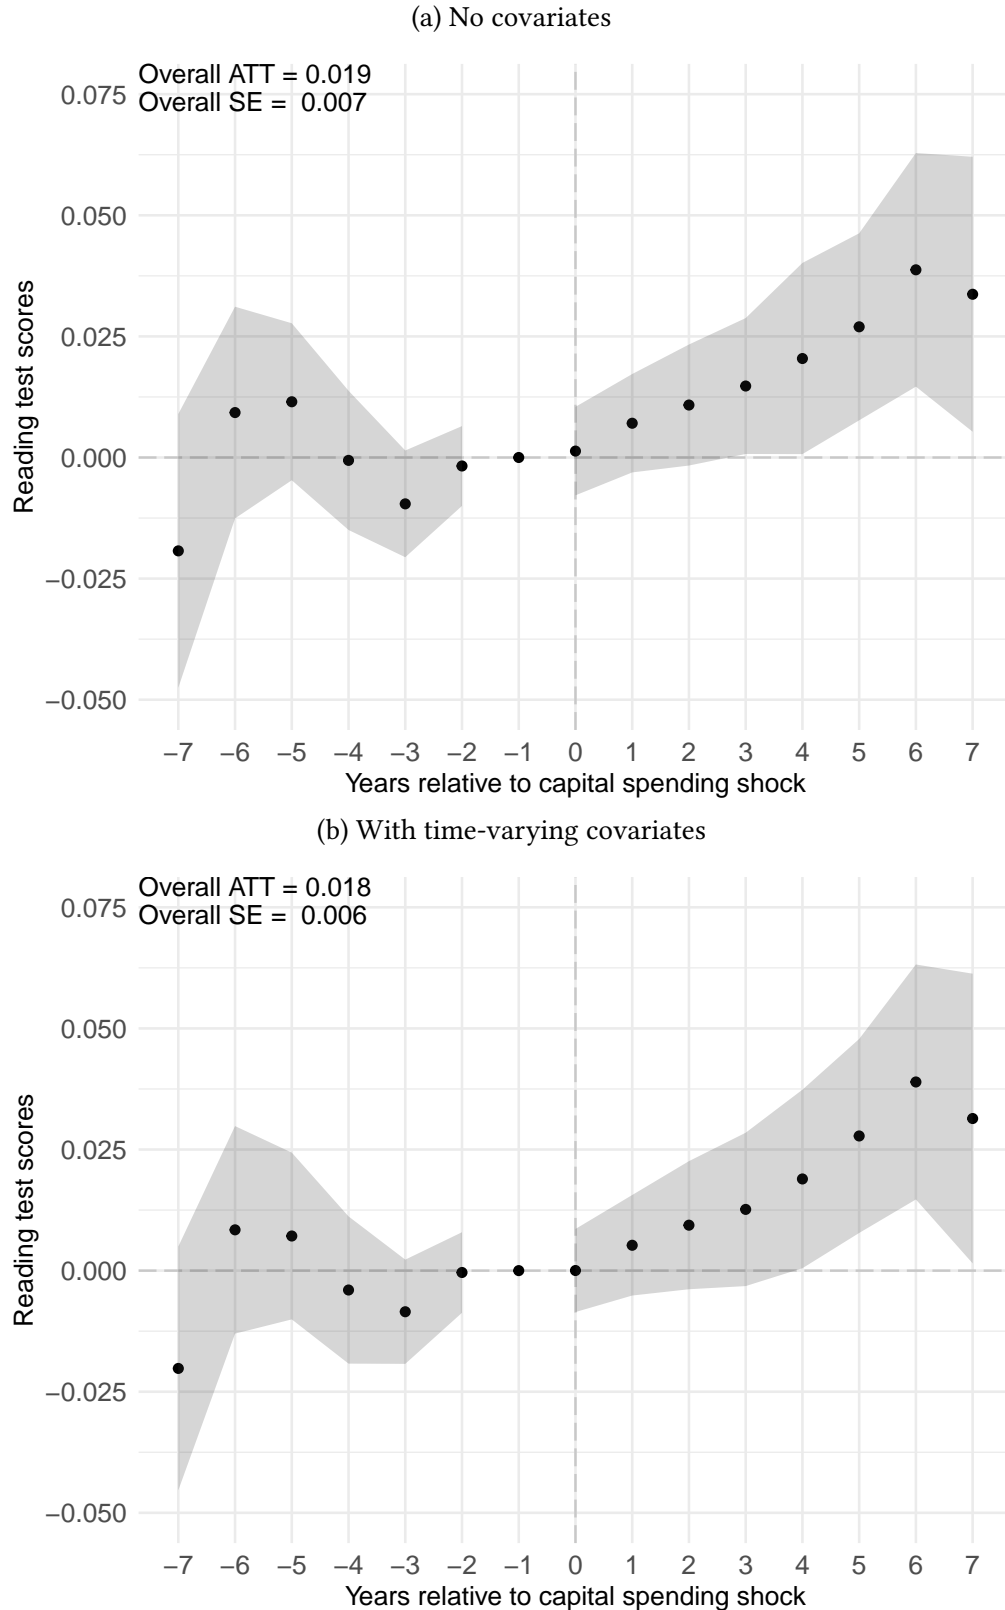 (a) No covariates
Overall ATT = 0.019
Overall SE =  0.007
0.075
0.050
0.025
0.000
−0.025
−0.050
Reading test scores
−7 −6 −5 −4 −3 −2 −1 0 1 2 3 4 5 6 7
Years relative to capital spending shock
(b) With time-varying covariates
Overall ATT = 0.018
Overall SE =  0.006
0.075
0.050
0.025
0.000
−0.025
−0.050
Reading test scores
−7 −6 −5 −4 −3 −2 −1 0 1 2 3 4 5 6 7
Years relative to capital spending shock